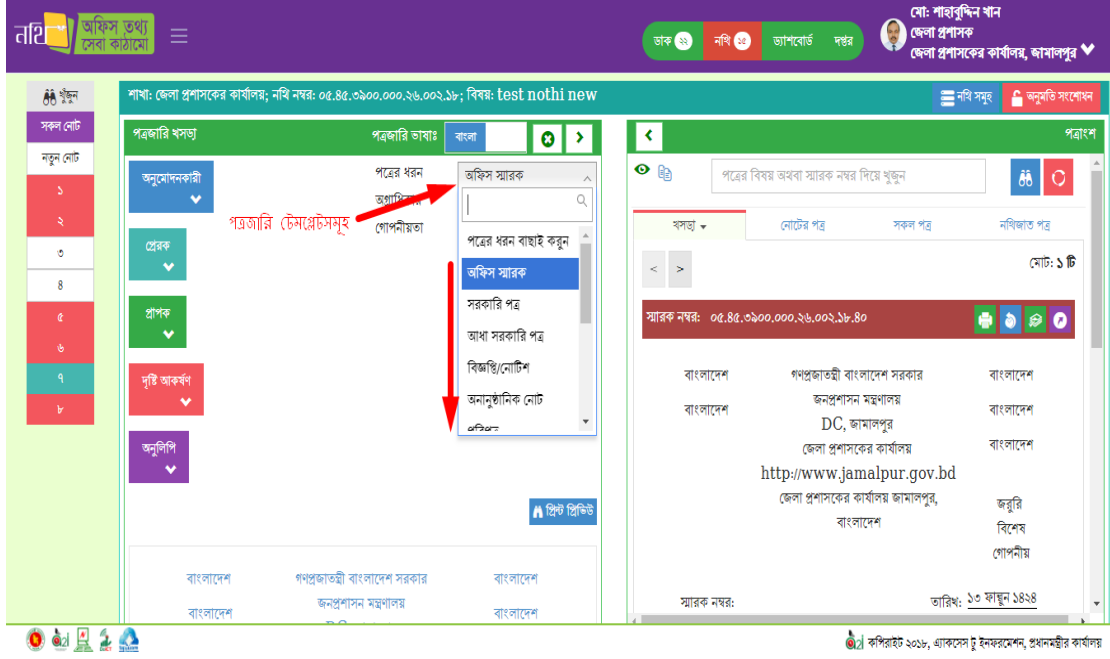 নথি
অফিস তথ্য
সেবা কাঠামো
ডাক ২২
নথি ১৫
ড্যাশবোর্ড
দপ্তর
মো: শাহাবুদ্দিন খান
জেলা প্রশাসক
জেলা প্রশাসকের কার্যালয়, জামালপুর
খুঁজুন
সকল নোট
নতুন নোট
১
২
৩
৪
৫
৬
৭
৮
শাখা: জেলা প্রশাসকের কার্যালয়; নথি নম্বর: ০৫.৪৫.৩৯০০.০০০.২৬.০০২.১৮; বিষয়: test nothi new
নথি সমূহ
অনুমতি সংশোধন
পত্রজারি খসড়া
পত্রজারি ভাষাঃ
বাংলা
অনুমোদনকারী
প্রেরক
প্রাপক
দৃষ্টি আকর্ষণ
অনুলিপি
পত্রের ধরন
গোপনীয়তা
পত্রজারি টেমপ্লেটসমূহ
অফিস স্মারক
পত্রের ধরন বাছাই করুন
অফিস স্মারক
সরকারি পত্র
আধা সরকারি পত্র
বিজ্ঞপ্তি/নোটিশ
অনানুষ্ঠানিক নোট
প্রিন্ট প্রিভিউ
বাংলাদেশ
গণপ্রজাতন্ত্রী বাংলাদেশ সরকার
বাংলাদেশ
জনপ্রশাসন মন্ত্রণালয়
বাংলাদেশ
বাংলাদেশ
পত্রাংশ
পত্রের বিষয় অথবা স্মারক নম্বর দিয়ে খুজুন
খসড়া
নোটের পত্র
সকল পত্র
নথিজাত পত্র
< >
মোট: ১ টি
স্মারক নম্বর: ০৫.৪৫.৩৯০০.০০০.২৬.০০২.১৮.৪০
বাংলাদেশ
গণপ্রজাতন্ত্রী বাংলাদেশ সরকার
বাংলাদেশ
জনপ্রশাসন মন্ত্রণালয়
বাংলাদেশ
বাংলাদেশ
DC, জামালপুর
জেলা প্রশাসকের কার্যালয়
বাংলাদেশ
http://www.jamalpur.gov.bd
জেলা প্রশাসকের কার্যালয় জামালপুর,
বাংলাদেশ
জরুরি
বিশেষ
গোপনীয়
স্মারক নম্বর:
তারিখ: ১৩ ফাল্গুন ১৪২৪
কপিরাইট ২০১৮, এ্যাকসেস টু ইনফরমেশন, প্রধানমন্ত্রীর কার্যালয়